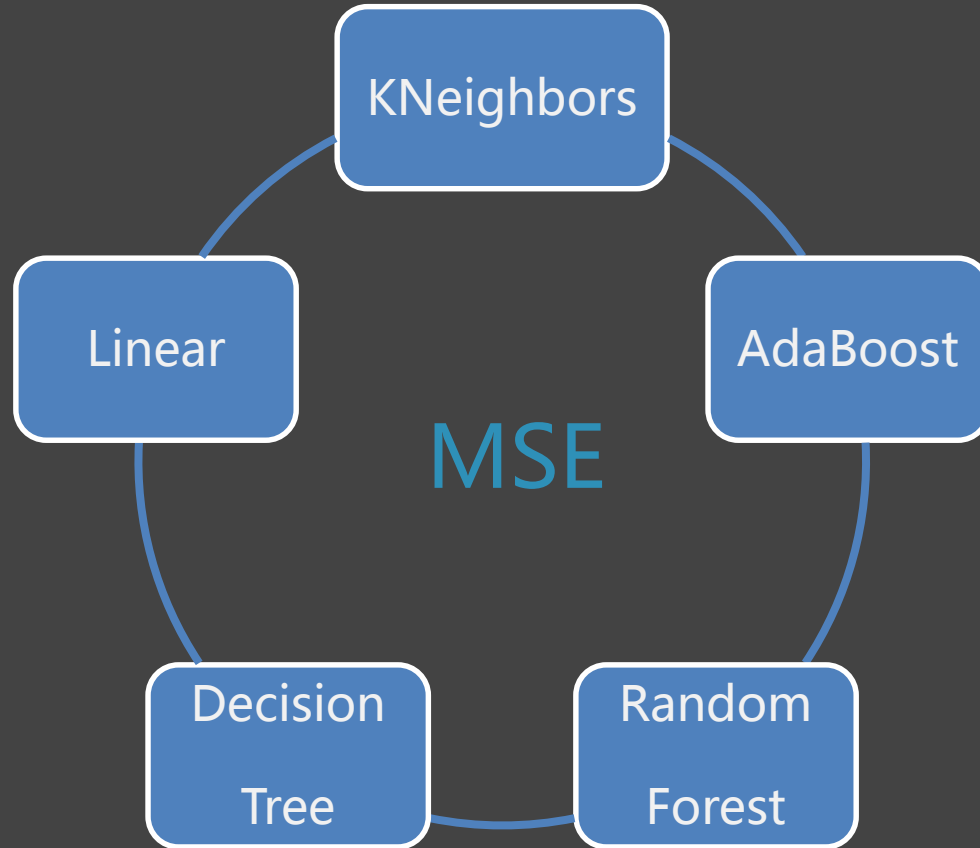 KNeighbors
Linear
AdaBoost
MSE
Decision
Tree
Random
Forest